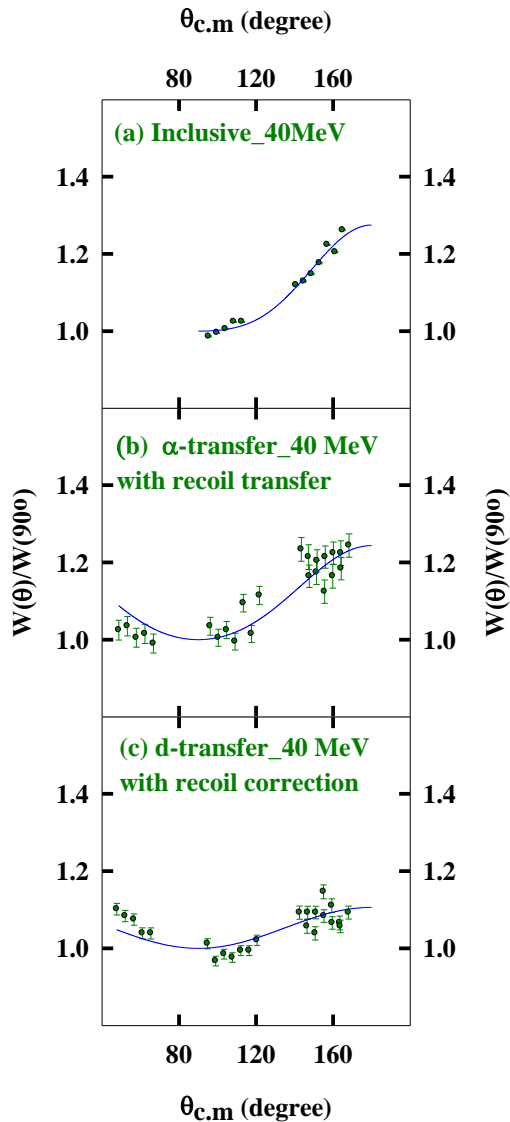 θc.m (degree)
80 120 160
(a) Inclusive_40MeV
1.4 1.4
1.2 1.2
1.0 1.0
(b) α-transfer_40 MeV
with recoil transfer
1.4 1.4
1.2 1.2
1.0 1.0
W(θ)/W(90o) W(θ)/W(90o)
(c) d-transfer_40 MeV
with recoil correction
1.4 1.4
1.2 1.2
1.0 1.0
80 120 160
θc.m (degree)